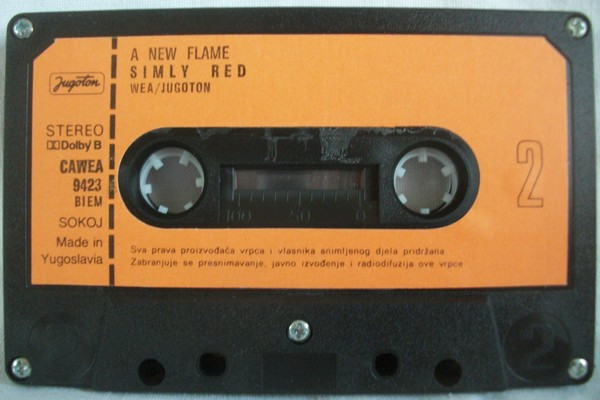 A NEW FLAME
SIMLY RED
WEA/JUGOTON
Jugoton
STEREO
Dolby B
CAWEA
9423
BIEM
SOKOJ
Made in
Yugoslavia
2
100 50 0
Sva prava proizvođača vrpca i vlasnika snimljenog djela pridržana
Zabranjuje se presnimavanje, javno izvođenje i radiodifuzija ove vrpce
2